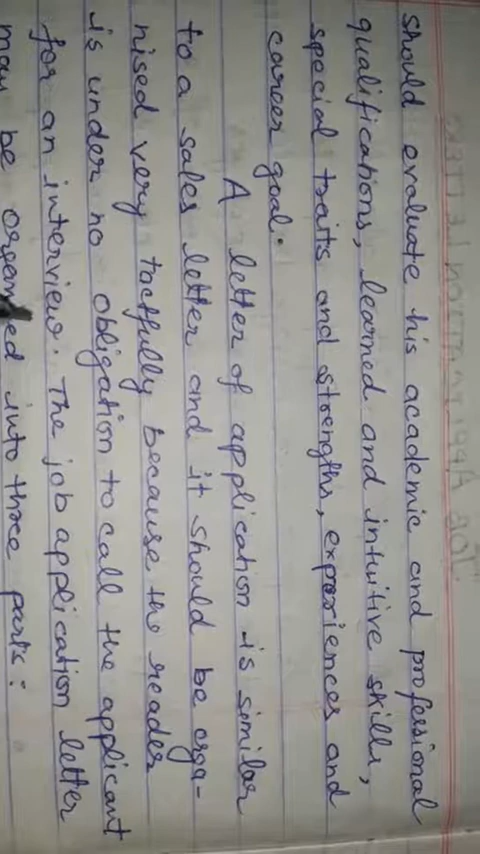 should evaluate his academic and professional
qualifications, learned and intuitive skills,
special traits and strengths, experiences and
career goal.
A letter of application is similar
to a sales letter and it should be orga-
nised very tactfully because the reader
is under no obligation to call the applicant
for an interview. The job application letter
may be organised into three parts: